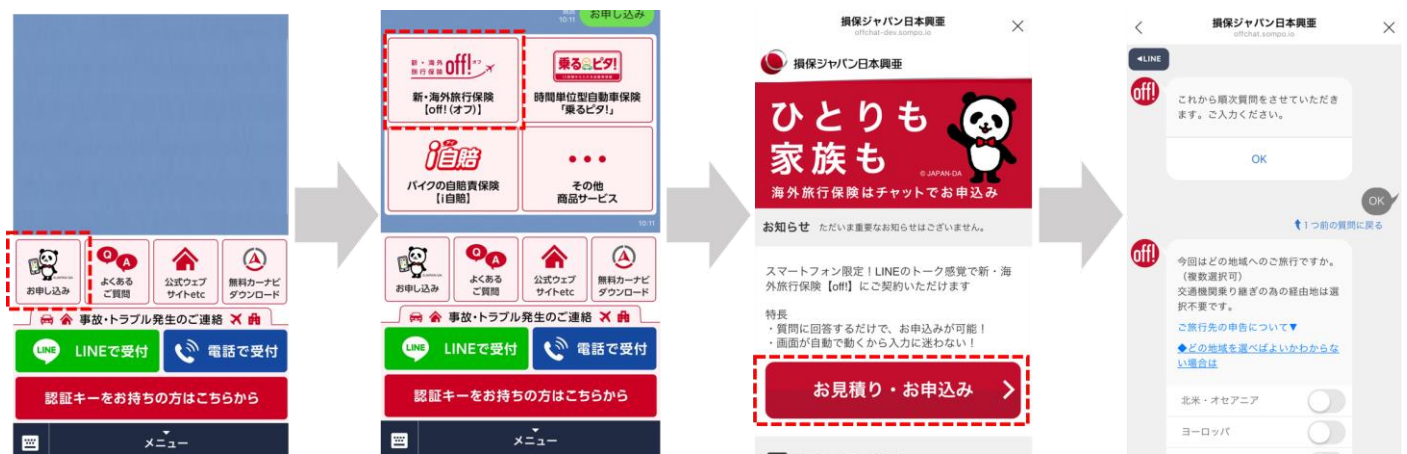 お申し込み
よくある
ご質問
公式ウェブ
サイトetc
無料カーナビ
ダウンロード
事故・トラブル発生のご連絡
LINE
LINEで受付
電話で受付
認証キーをお持ちの方はこちらから
メニュー
10:11
お申し込み
新・海外
旅行保険
off!
オフ
新・海外旅行保険
【off!(オフ)】
乗るピタ!
時間単位型自動車保険
「乗るピタ!」
i自賠
バイクの自賠責保険
【i自賠】
その他
商品サービス
10:11
お申し込み
よくある
ご質問
公式ウェブ
サイトetc
無料カーナビ
ダウンロード
事故・トラブル発生のご連絡
LINE
LINEで受付
電話で受付
認証キーをお持ちの方はこちらから
メニュー
損保ジャパン日本興亜
offchat-dev.sompo.io
損保ジャパン日本興亜
ひとりも
家族も
© JAPAN-DA
海外旅行保険はチャットでお申込み
お知らせ ただいま重要なお知らせはございません。
スマートフォン限定!LINEのトーク感覚で新・海
外旅行保険【off!】にご契約いただけます
特長
・質問に回答するだけで、お申込みが可能!
・画面が自動で動くから入力に迷わない!
お見積り・お申込み
損保ジャパン日本興亜
offchat.sompo.io
◀LINE
off!
これから順次質問をさせていただき
ます。ご入力ください。
OK
OK
1つ前の質問に戻る
off!
今回はどの地域へのご旅行ですか。
(複数選択可)
交通機関乗り継ぎの為の経由地は選
択不要です。
ご旅行先の申告について▼
◆どの地域を選べばよいかわからな
い場合は
北米・オセアニア
ヨーロッパ